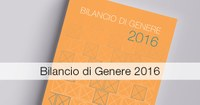 BILANCIO DI GENERE
2016
Bilancio di Genere 2016